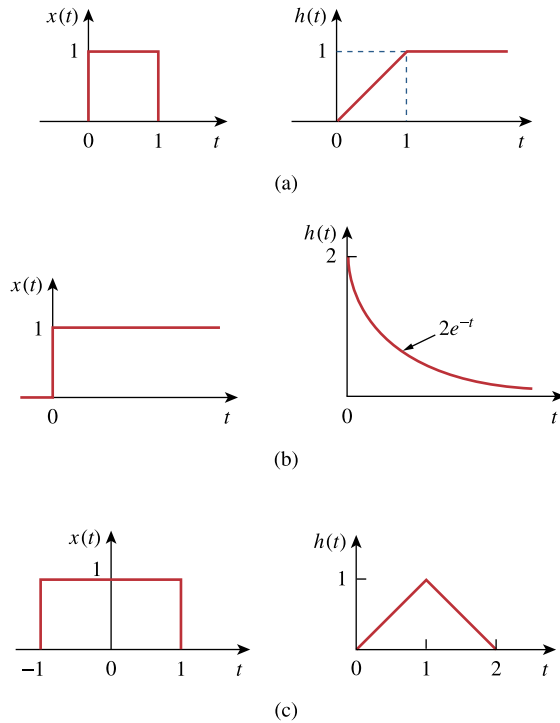 x(t) h(t)
1 1
0 1 t 0 1 t
(a)
h(t)
2
x(t)
1 2e^{-t}
0 t 0 t
(b)
x(t) h(t)
1 1
−1 0 1 t 0 1 2 t
(c)